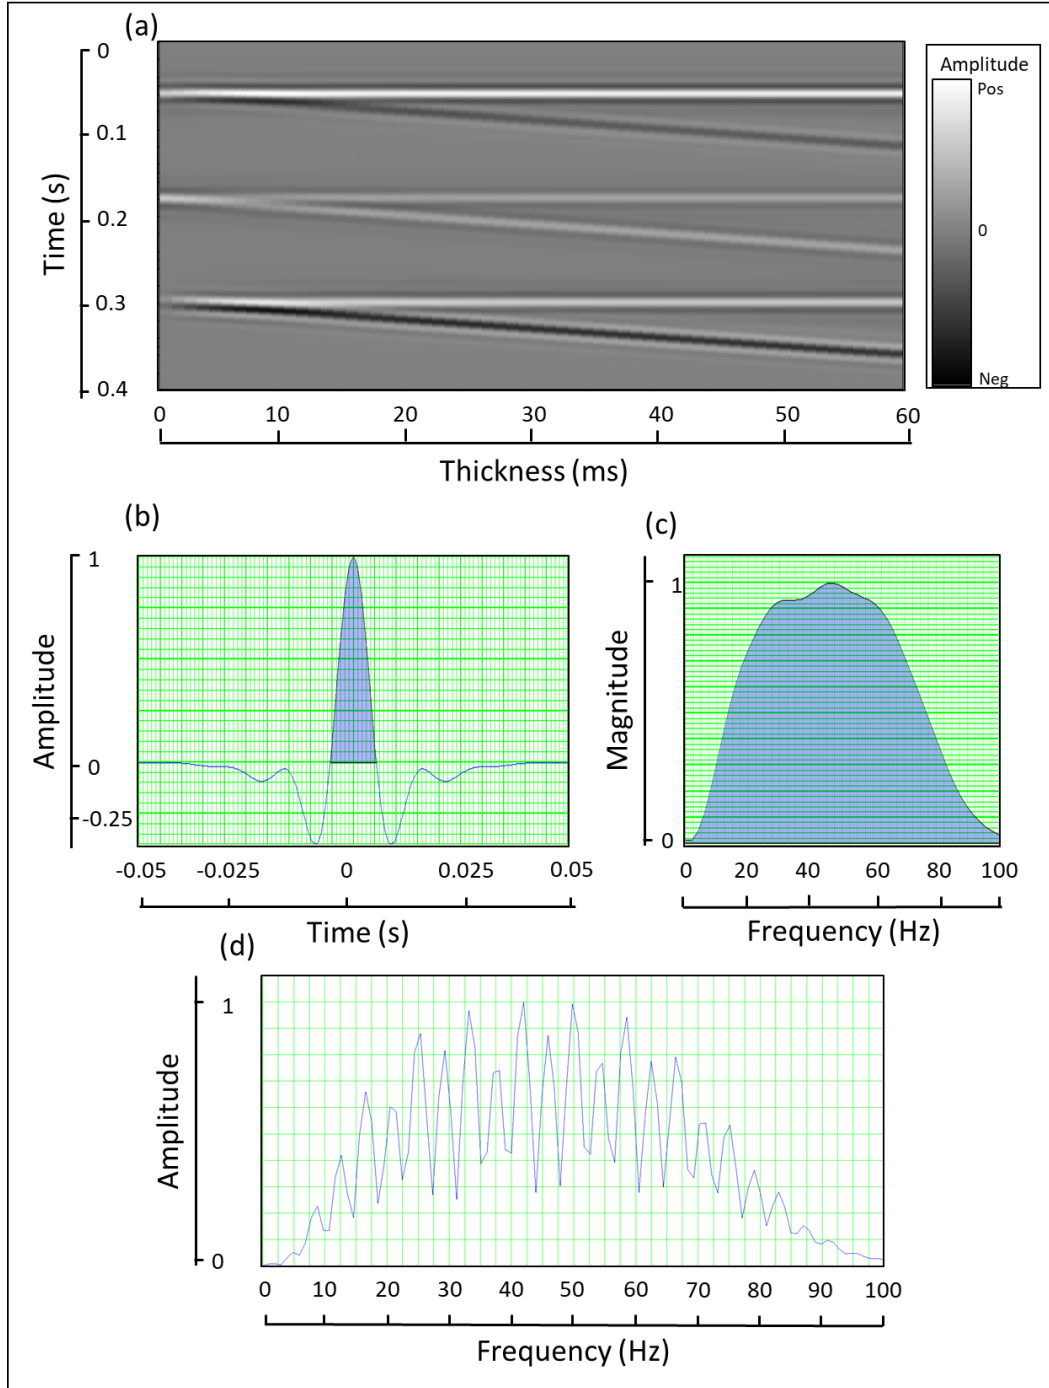 (a)
0
0.1
0.2
0.3
0.4
Time (s)
0 10 20 30 40 50 60
Thickness (ms)
Amplitude
Pos
0
Neg
(b)
1
0
-0.25
Amplitude
-0.05 -0.025 0 0.025 0.05
Time (s)
(c)
1
0
Magnitude
0 20 40 60 80 100
Frequency (Hz)
(d)
1
0
Amplitude
0 10 20 30 40 50 60 70 80 90 100
Frequency (Hz)